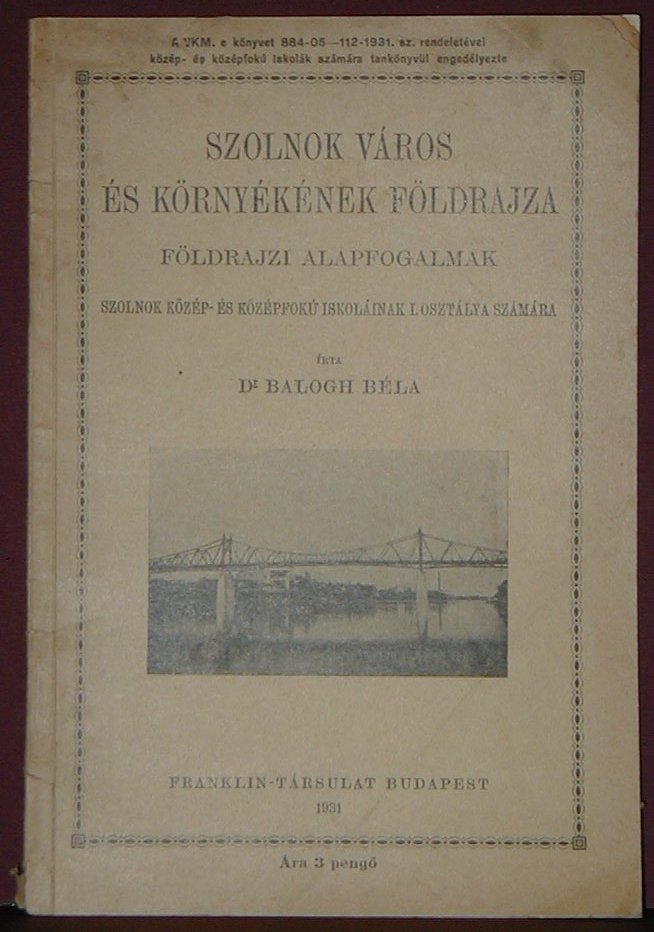 A VKM. e könyvet 884-05—112-1931. sz. rendeletével
közép- és középfokú iskolák számára tankönyvül engedélyezte
SZOLNOK VÁROS
ÉS KÖRNYÉKÉNEK FÖLDRAJZA
FÖLDRAJZI ALAPFOGALMAK
SZOLNOK KÖZÉP- ÉS KÖZÉPFOKÚ ISKOLÁINAK I. OSZTÁLYA SZÁMÁRA
ÍRTA
Dr BALOGH BÉLA
FRANKLIN-TÁRSULAT BUDAPEST
1931
Ára 3 pengő